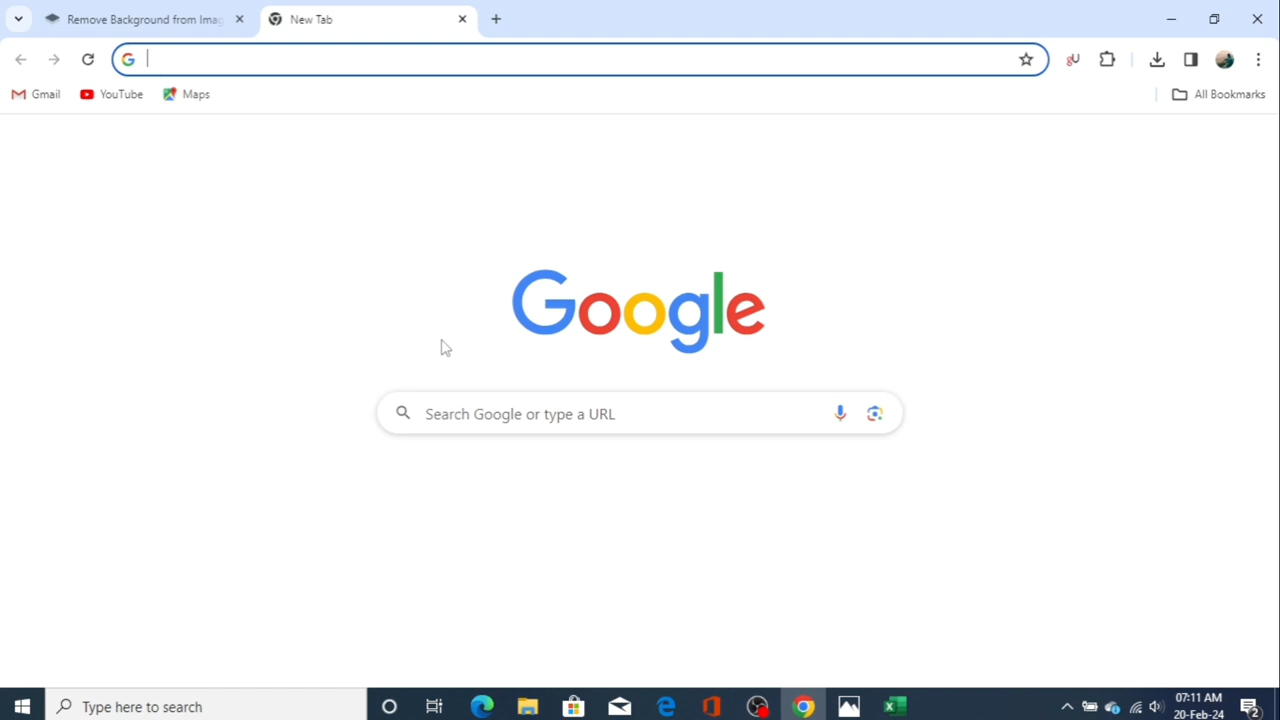 Remove Background from Imag
New Tab
Gmail
YouTube
Maps
All Bookmarks
Google
Search Google or type a URL
Type here to search
07:11 AM
20-Feb-24
2